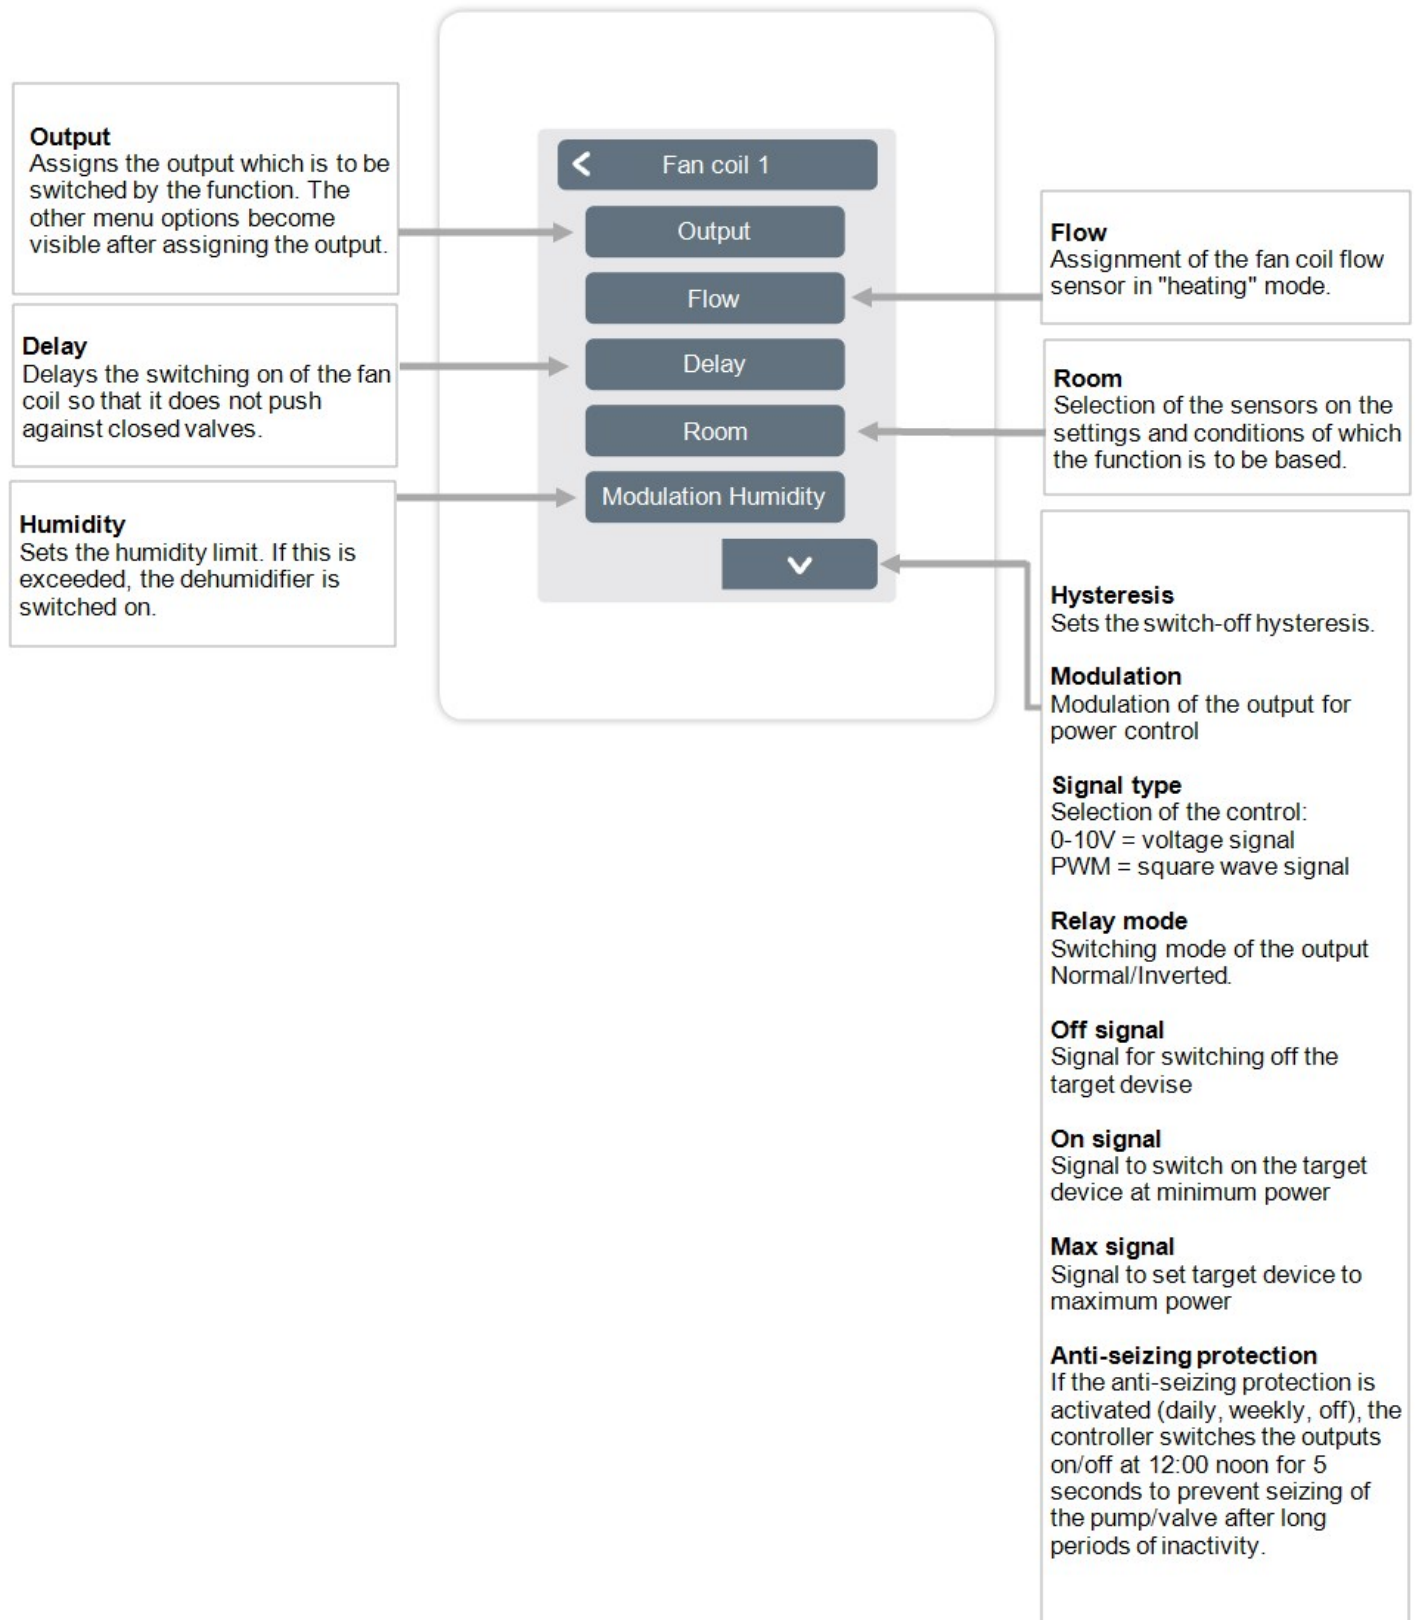 Output
Assigns the output which is to be
switched by the function. The
other menu options become
visible after assigning the output.
Delay
Delays the switching on of the fan
coil so that it does not push
against closed valves.
Humidity
Sets the humidity limit. If this is
exceeded, the dehumidifier is
switched on.
Fan coil 1
Output
Flow
Delay
Room
Modulation Humidity
Flow
Assignment of the fan coil flow
sensor in "heating" mode.
Room
Selection of the sensors on the
settings and conditions of which
the function is to be based.
Hysteresis
Sets the switch-off hysteresis.
Modulation
Modulation of the output for
power control
Signal type
Selection of the control:
0-10V = voltage signal
PWM = square wave signal
Relay mode
Switching mode of the output
Normal/Inverted.
Off signal
Signal for switching off the
target devise
On signal
Signal to switch on the target
device at minimum power
Max signal
Signal to set target device to
maximum power
Anti-seizing protection
If the anti-seizing protection is
activated (daily, weekly, off), the
controller switches the outputs
on/off at 12:00 noon for 5
seconds to prevent seizing of
the pump/valve after long
periods of inactivity.